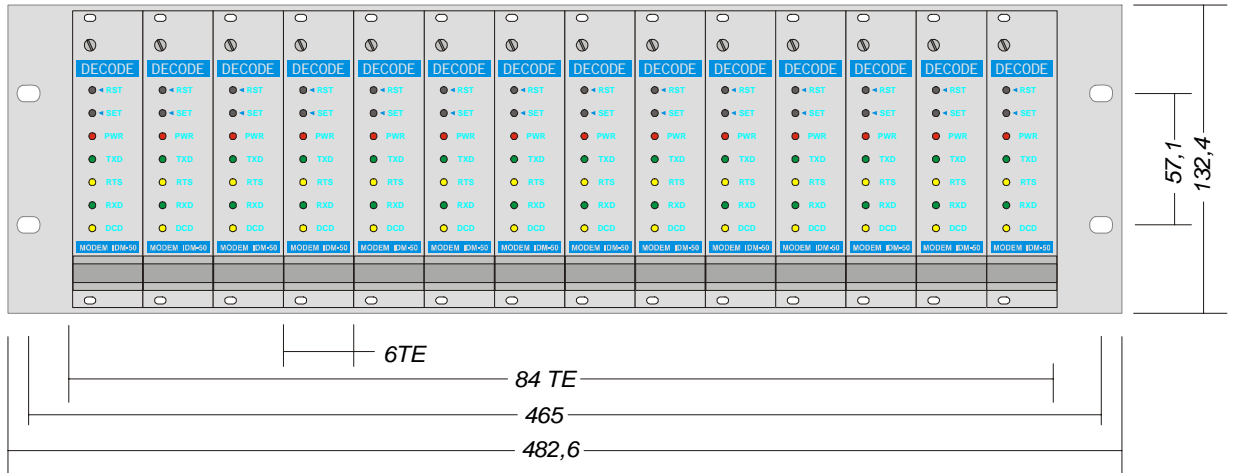 DECODE DECODE DECODE DECODE DECODE DECODE DECODE DECODE DECODE DECODE DECODE DECODE DECODE DECODE
RST RST RST RST RST RST RST RST RST RST RST RST RST RST
SET SET SET SET SET SET SET SET SET SET SET SET SET SET
PWR PWR PWR PWR PWR PWR PWR PWR PWR PWR PWR PWR PWR PWR
TXD TXD TXD TXD TXD TXD TXD TXD TXD TXD TXD TXD TXD TXD
RTS RTS RTS RTS RTS RTS RTS RTS RTS RTS RTS RTS RTS RTS
RXD RXD RXD RXD RXD RXD RXD RXD RXD RXD RXD RXD RXD RXD
DCD DCD DCD DCD DCD DCD DCD DCD DCD DCD DCD DCD DCD DCD
MODEM IDM-50 MODEM IDM-50 MODEM IDM-50 MODEM IDM-50 MODEM IDM-50 MODEM IDM-50 MODEM IDM-50 MODEM IDM-50 MODEM IDM-50 MODEM IDM-50 MODEM IDM-50 MODEM IDM-50 MODEM IDM-50 MODEM IDM-50
57,1
132,4
6TE
84 TE
465
482,6